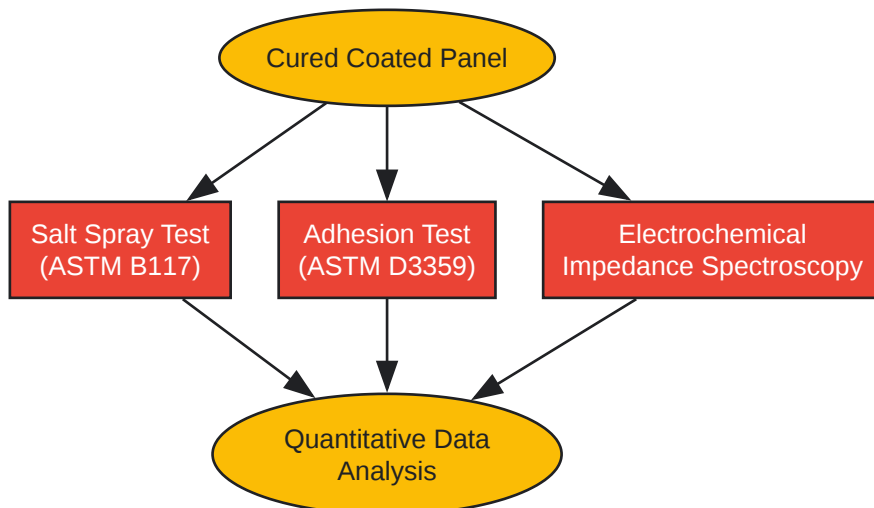 Cured Coated Panel
Salt Spray Test
(ASTM B117)
Adhesion Test
(ASTM D3359)
Electrochemical
Impedance Spectroscopy
Quantitative Data
Analysis